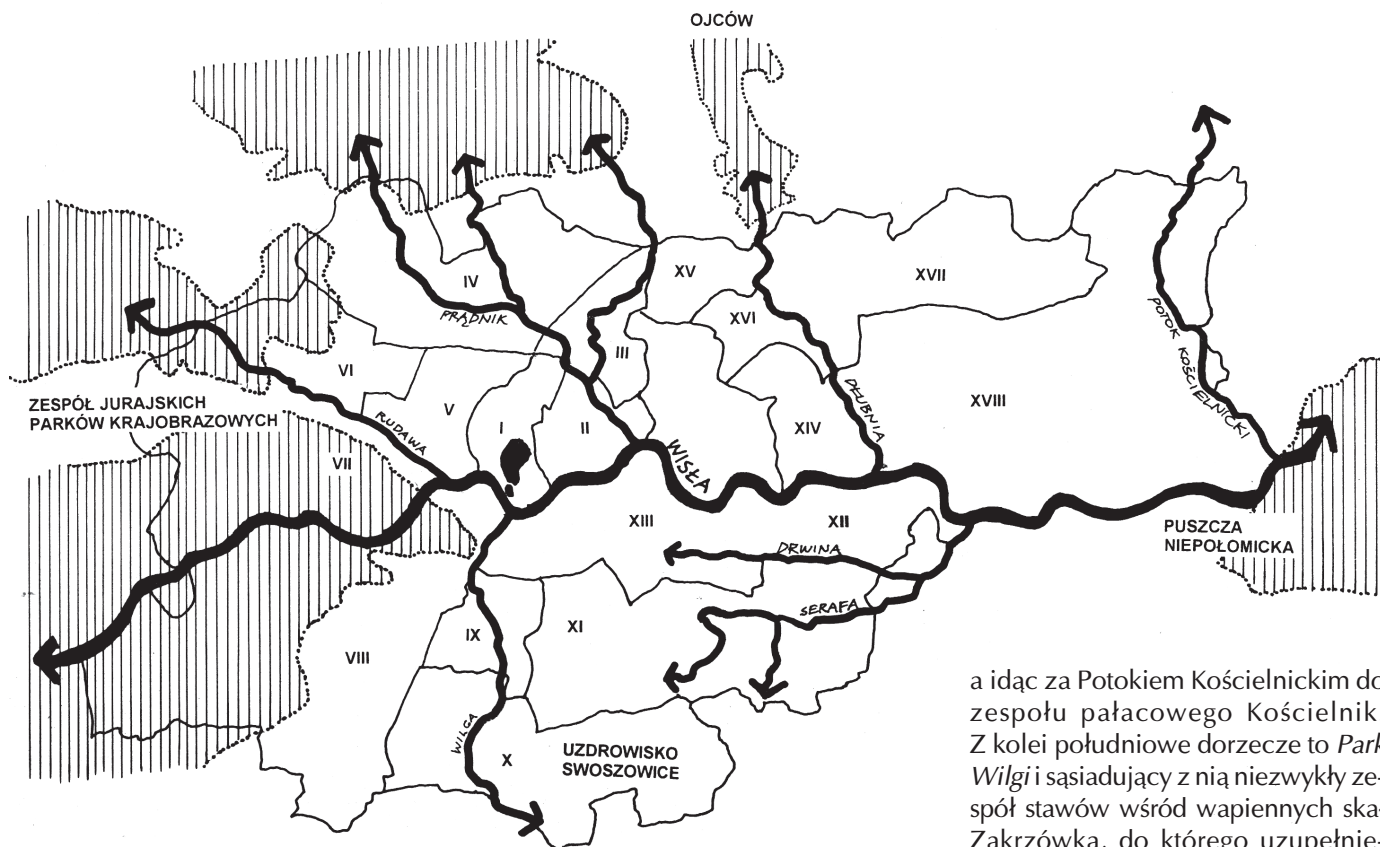 OJCÓW
XV
XVII
IV
PRĄDNIK
XVI
III
POTOK KOŚCIELNICKI
VI
ZESPÓŁ JURAJSKICH
PARKÓW KRAJOBRAZOWYCH
V
I
II
DŁUBNIA
XVIII
RUDAWA
XIV
VII
WISŁA
XIII
XII
PUSZCZA
NIEPOŁOMICKA
DRWINA
SERAFA
IX
XI
VIII
WILGA
X
UZDROWISKO
SWOSZOWICE
a idąc za Potokiem Kościelnickim do
zespołu pałacowego Kościelnik
Z kolei południowe dorzecze to Park
Wilgi i sąsiadujący z nią niezwykły ze-
spół stawów wśród wapiennych ska-
Zakrzówka, do którego uzupełnie-